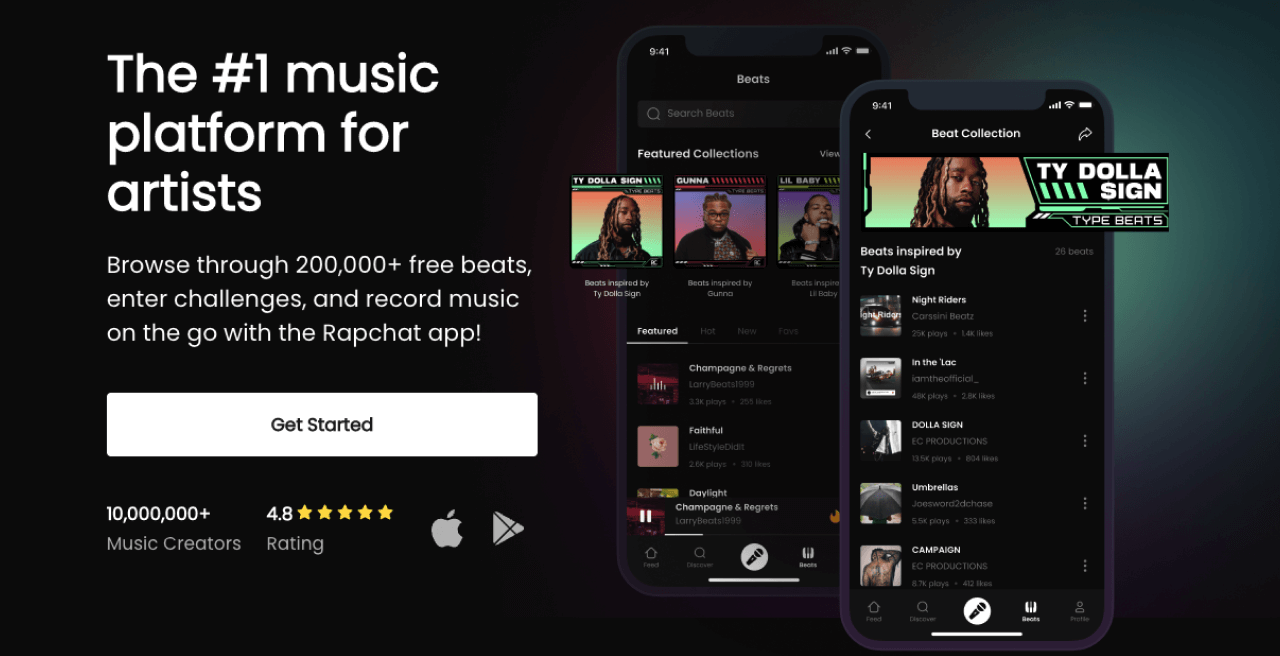 The #1 music
platform for
artists
Browse through 200,000+ free beats,
enter challenges, and record music
on the go with the Rapchat app!
Get Started
10,000,000+
Music Creators
4.8
Rating
9:41
Beats
Search Beats
Featured Collections
View
TY DOLLA SIGN
TYPE BEATS
GUNNA
TYPE BEATS
LIL BABY
Beats inspired by
Ty Dolla Sign
Beats inspired by
Gunna
Beats inspire
Lil Baby
Featured
Hot
New
Favs
Champagne & Regrets
LarryBeats1999
3.3K plays • 255 likes
Faithful
LifeStyleDidIt
2.6K plays • 310 likes
Daylight
Champagne & Regrets
LarryBeats1999
Feed
Discover
Beats
9:41
Beat Collection
TY DOLLA
$IGN
TYPE BEATS
Beats inspired by
Ty Dolla Sign
26 beats
Night Riders
Night Riders
Carssini Beatz
25K plays • 1.4K likes
In the 'Lac
iamtheofficial_
48K plays • 2.8K likes
DOLLA SIGN
EC PRODUCTIONS
13.5K plays • 804 likes
Umbrellas
Joesword2dchase
5.5K plays • 333 likes
CAMPAIGN
EC PRODUCTIONS
8.7K plays • 412 likes
Feed
Discover
Beats
Profile